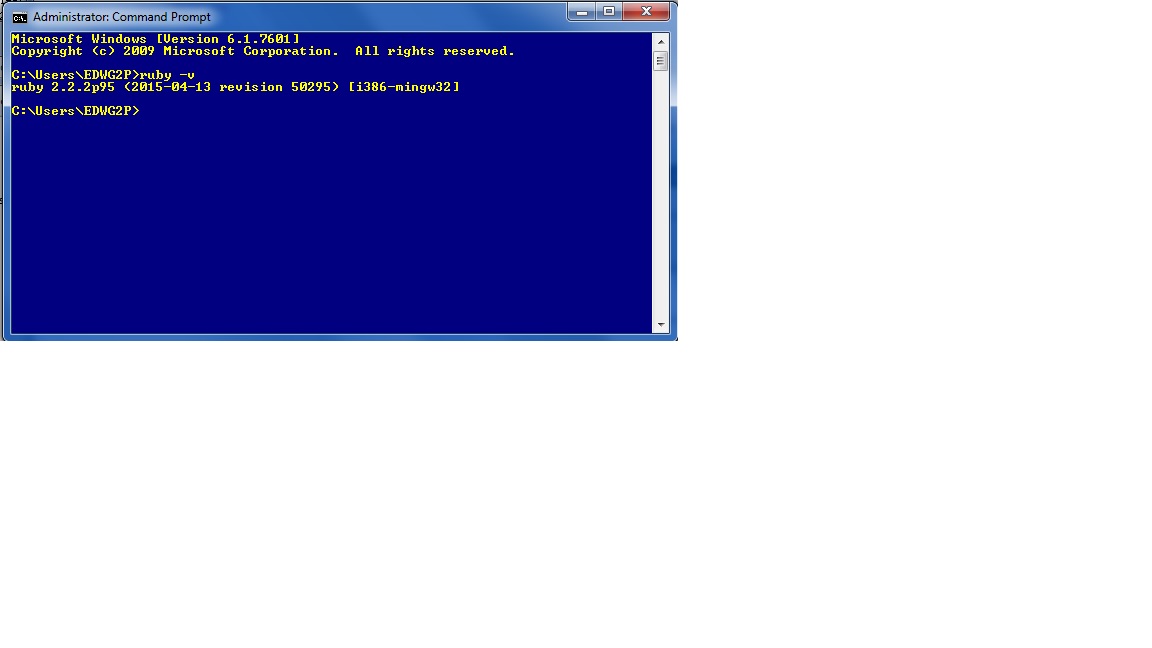 Administrator: Command Prompt
Microsoft Windows [Version 6.1.7601]
Copyright (c) 2009 Microsoft Corporation.  All rights reserved.
C:\Users\EDWG2P>ruby -v
ruby 2.2.2p95 (2015-04-13 revision 50295) [i386-mingw32]
C:\Users\EDWG2P>